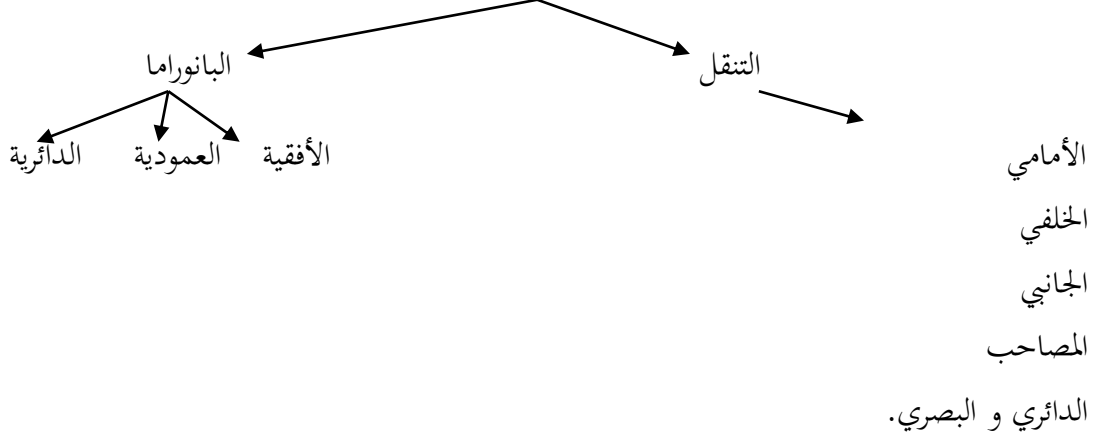 التنقل البانوراما
الأفقية العمودية الدائرية
الأمامي
الخلفي
الجانبي
المصاحب
الدائري و البصري.